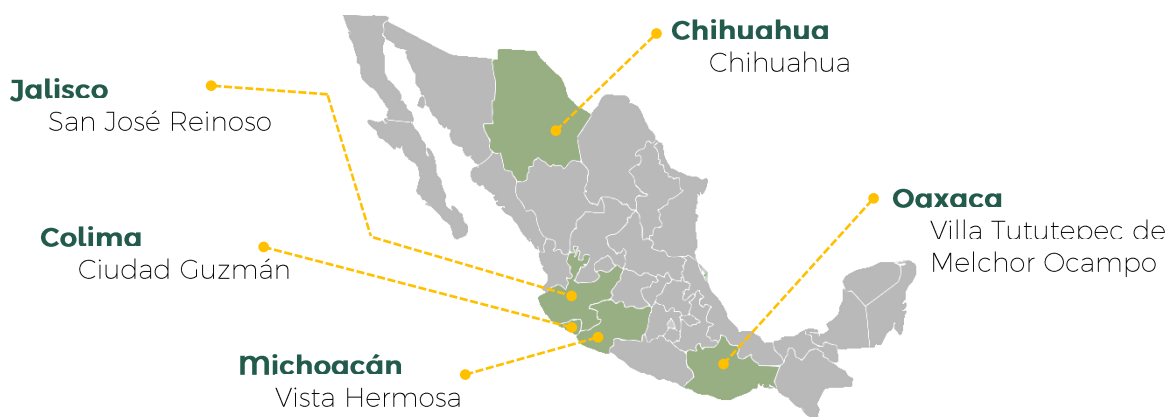 Chihuahua
Chihuahua
Jalisco
San José Reinoso
Oaxaca
Villa Tututepec de
Melchor Ocampo
Colima
Ciudad Guzmán
Michoacán
Vista Hermosa